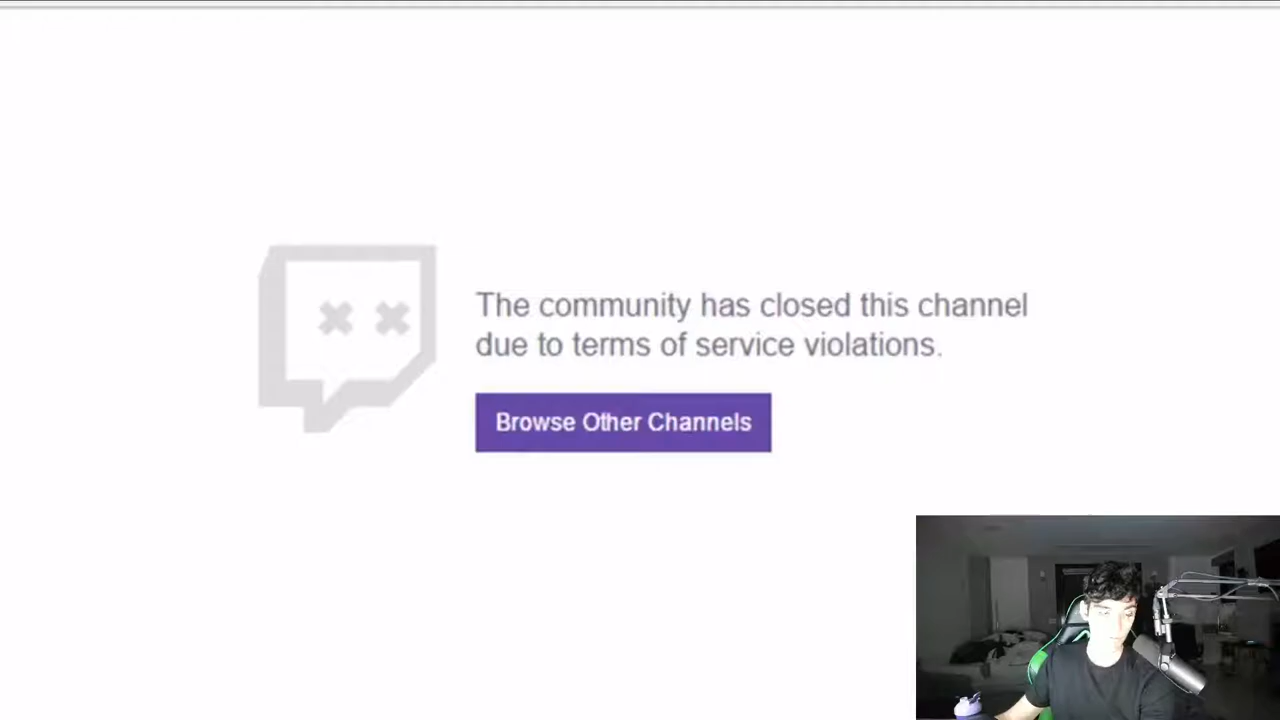 The community has closed this channel
due to terms of service violations.
Browse Other Channels